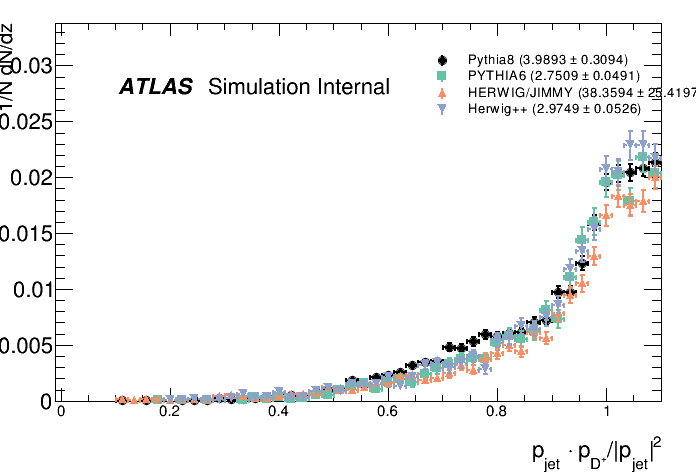 1/N dN/dz
0.03
0.025
0.02
0.015
0.01
0.005
0
ATLAS Simulation Internal
Pythia8 (3.9893 ± 0.3094)
PYTHIA6 (2.7509 ± 0.0491)
HERWIG/JIMMY (38.3594 ± 25.4197
Herwig++ (2.9749 ± 0.0526)
0 0.2 0.4 0.6 0.8 1
p_jet · p_D⁺/|p_jet|²